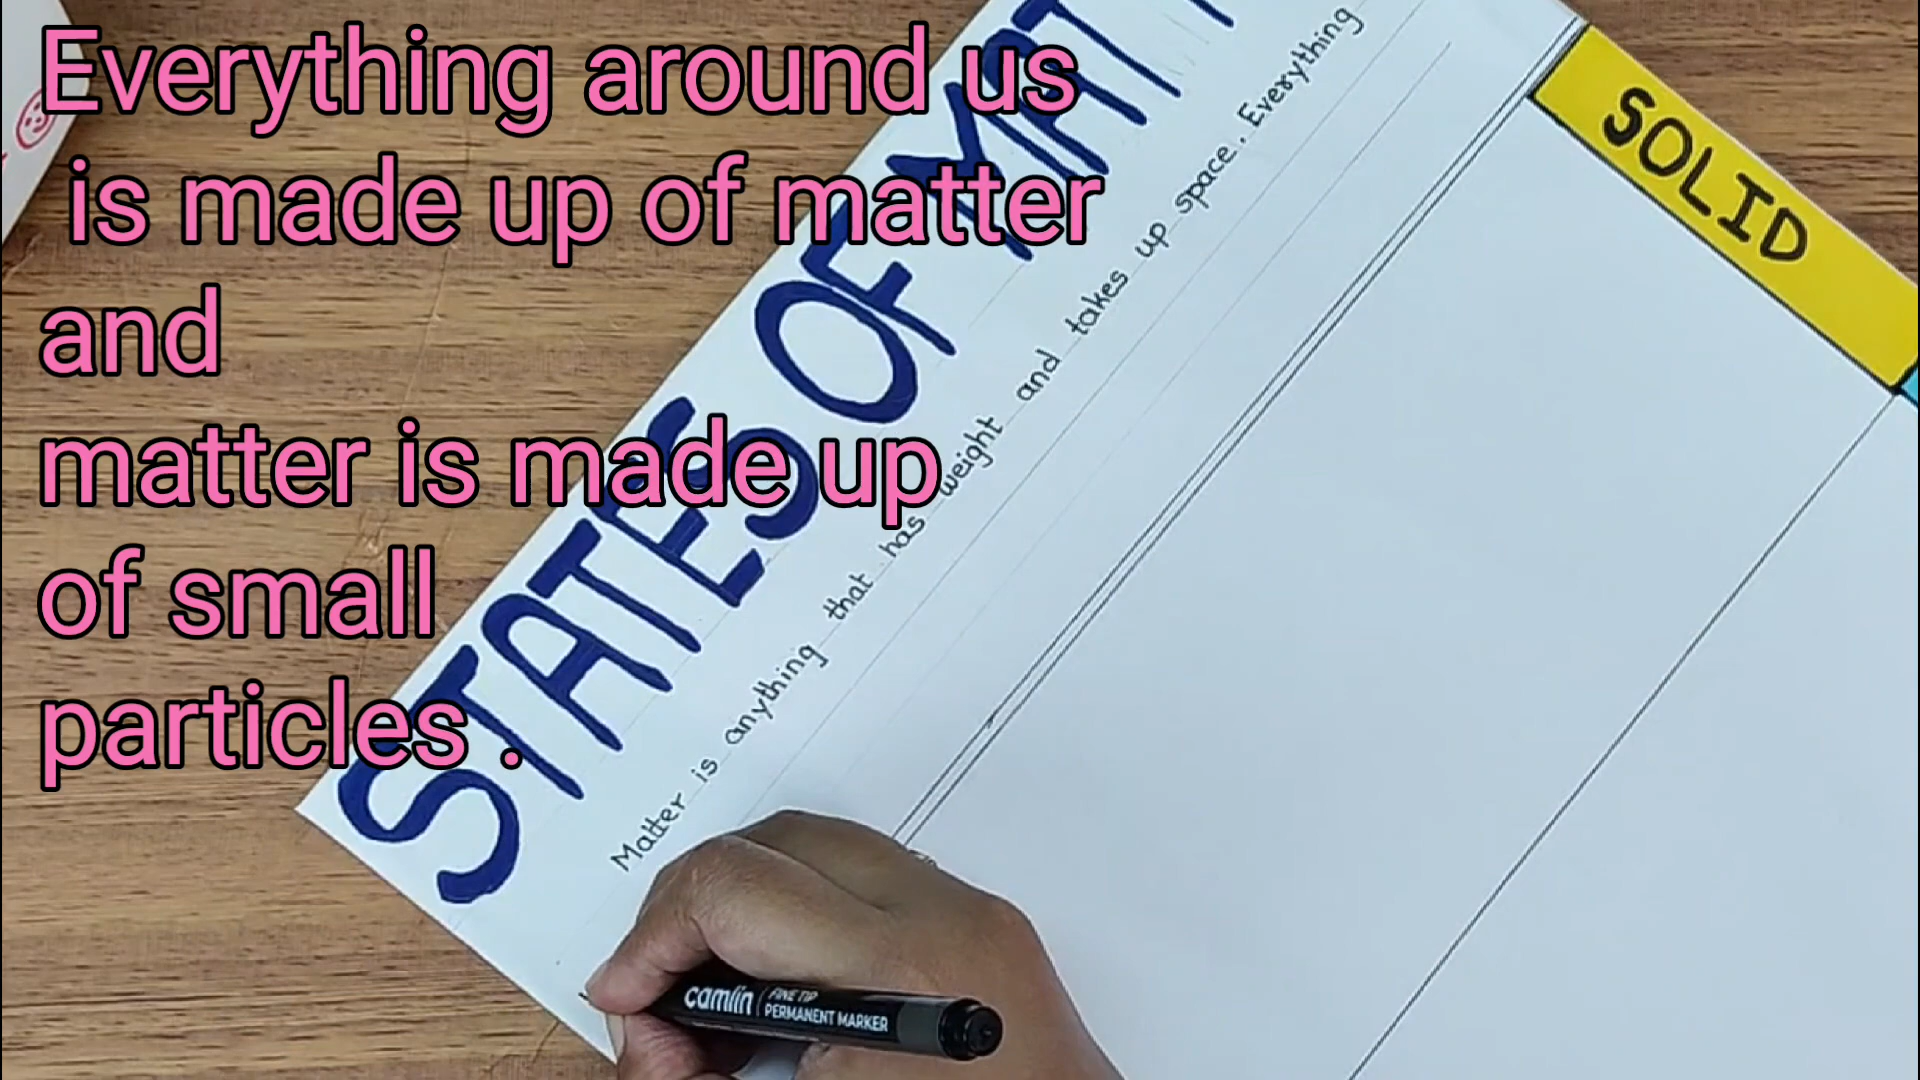 Everything around us
is made up of matter
and
matter is made up
of small
particles .
STATES OF MATT
Matter is anything that has weight and takes up space. Everything
SOLID
camlin FINE TIP
PERMANENT MARKER